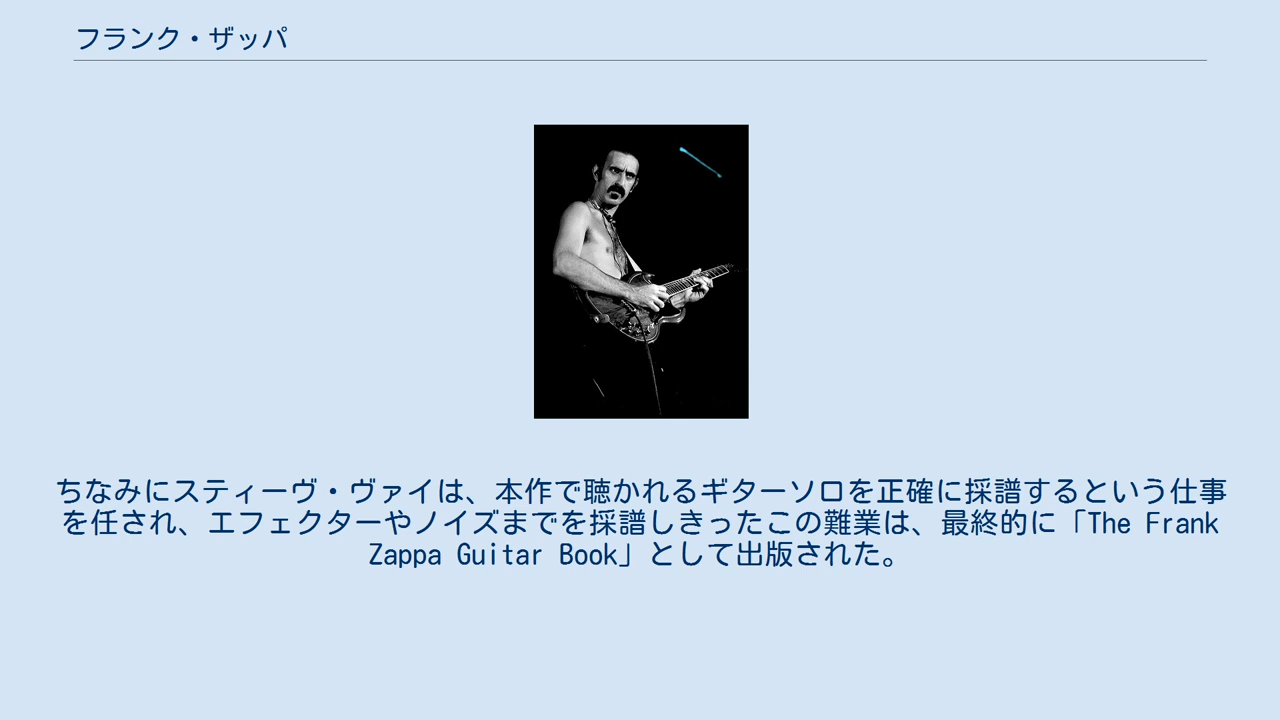 フランク・ザッパ
ちなみにスティーヴ・ヴァイは、本作で聴かれるギターソロを正確に採譜するという仕事
を任され、エフェクターやノイズまでを採譜しきったこの難業は、最終的に「The Frank
Zappa Guitar Book」として出版された。